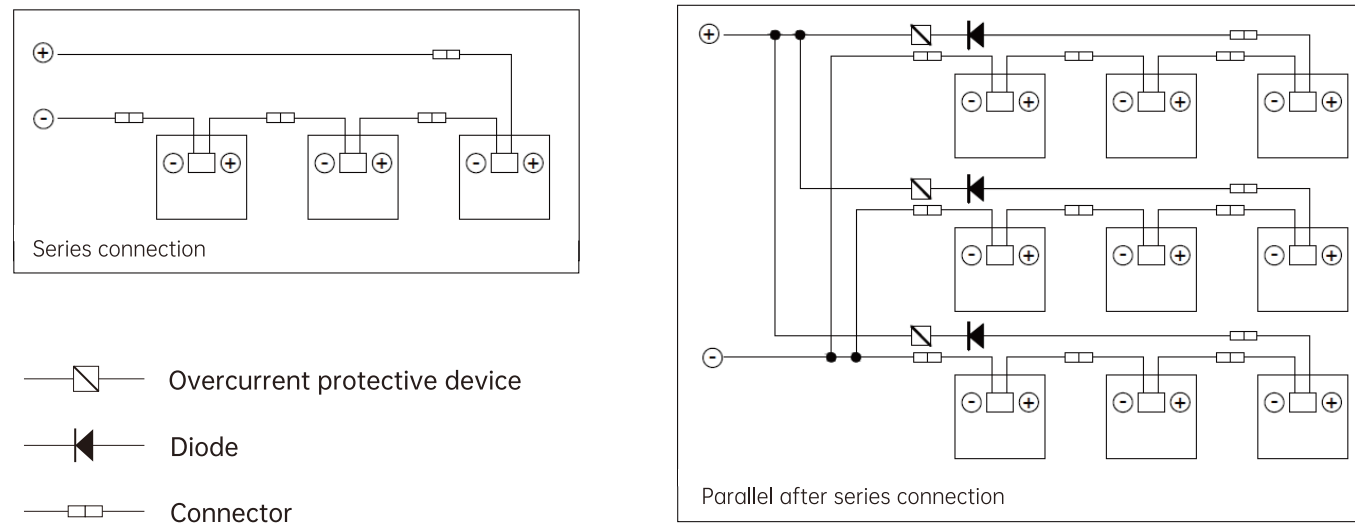 Series connection
Overcurrent protective device
Diode
Connector
Parallel after series connection